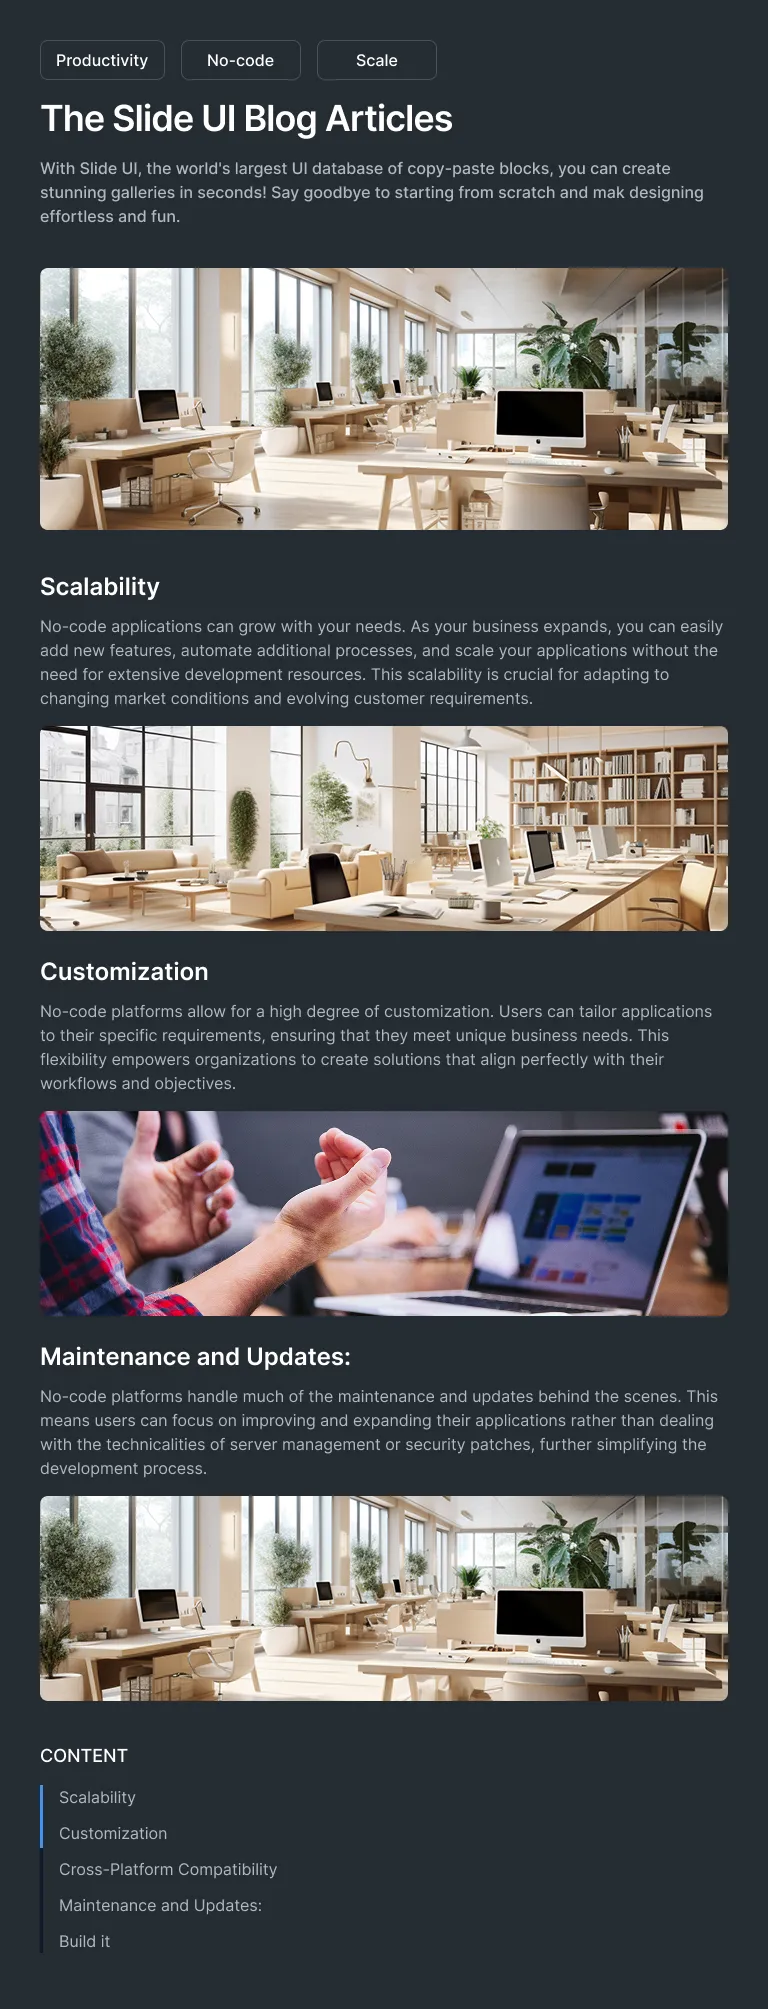 Productivity
No-code
Scale
The Slide UI Blog Articles
With Slide UI, the world's largest UI database of copy-paste blocks, you can create
stunning galleries in seconds! Say goodbye to starting from scratch and mak designing
effortless and fun.
Scalability
No-code applications can grow with your needs. As your business expands, you can easily
add new features, automate additional processes, and scale your applications without the
need for extensive development resources. This scalability is crucial for adapting to
changing market conditions and evolving customer requirements.
Customization
No-code platforms allow for a high degree of customization. Users can tailor applications
to their specific requirements, ensuring that they meet unique business needs. This
flexibility empowers organizations to create solutions that align perfectly with their
workflows and objectives.
Maintenance and Updates:
No-code platforms handle much of the maintenance and updates behind the scenes. This
means users can focus on improving and expanding their applications rather than dealing
with the technicalities of server management or security patches, further simplifying the
development process.
CONTENT
Scalability
Customization
Cross-Platform Compatibility
Maintenance and Updates:
Build it